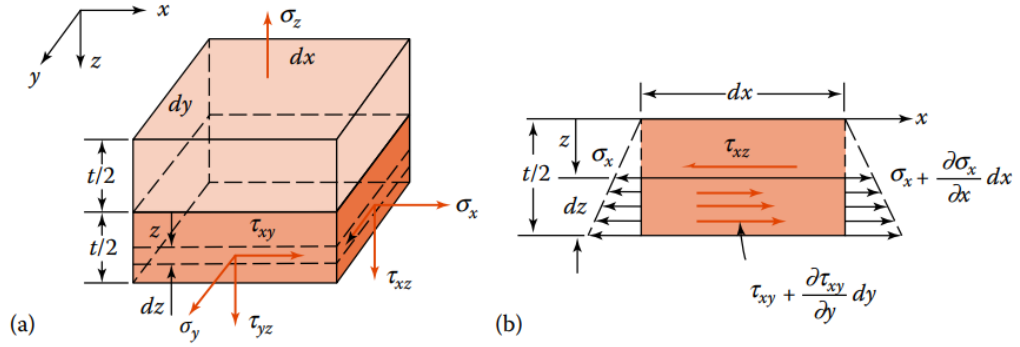 x
y
z
σ_z
dx
dy
t/2
t/2
z
τ_xy
σ_x
τ_xz
dz
σ_y
τ_yz
(a)
dx
x
z
t/2
τ_xz
σ_x
σ_x + ∂σ_x/∂x dx
dz
τ_xy + ∂τ_xy/∂y dy
(b)